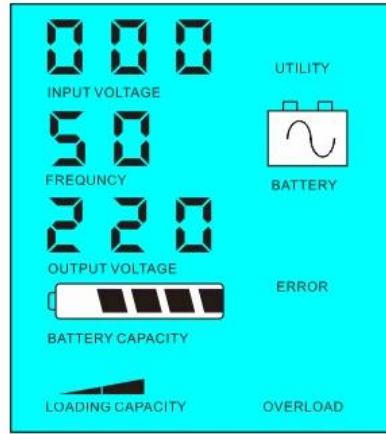 000
UTILITY
INPUT VOLTAGE
50
FREQUNCY
BATTERY
220
OUTPUT VOLTAGE
ERROR
BATTERY CAPACITY
LOADING CAPACITY
OVERLOAD